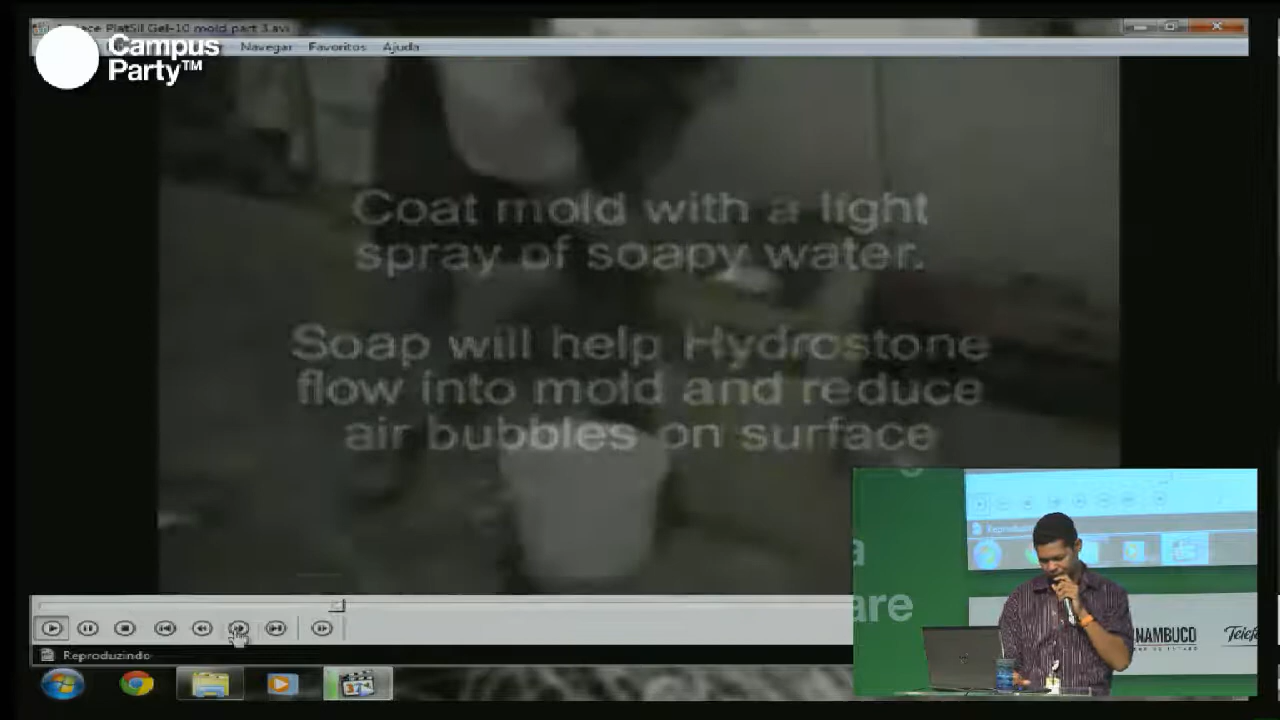 PlatSil Gel-10 mold part 3.avi
Campus
Party™
Navegar Favoritos Ajuda
Coat mold with a light
spray of soapy water.
Soap will help Hydrostone
flow into mold and reduce
air bubbles on surface
a
are
NAMBUCO
Telef
Reproduzindo